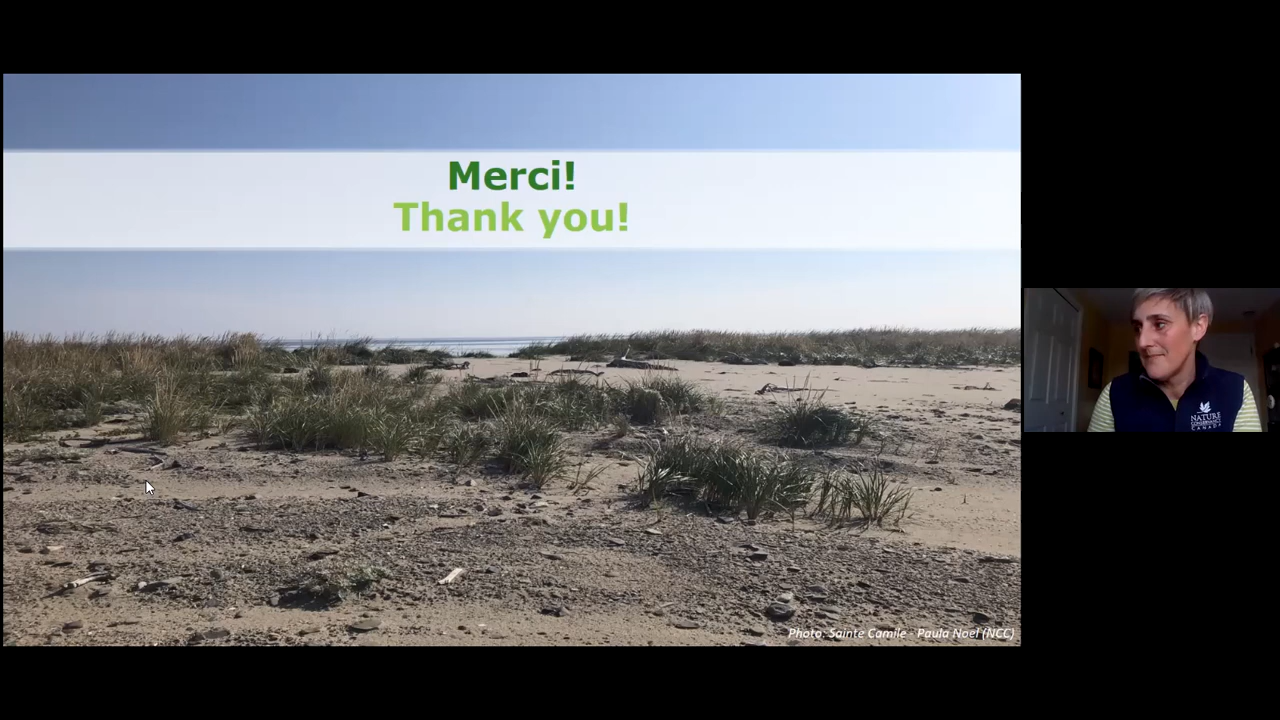 Merci!
Thank you!
Photo: Sainte Camile - Paula Noel (NCC)
NATURE
CONSERVANCY
CANADA